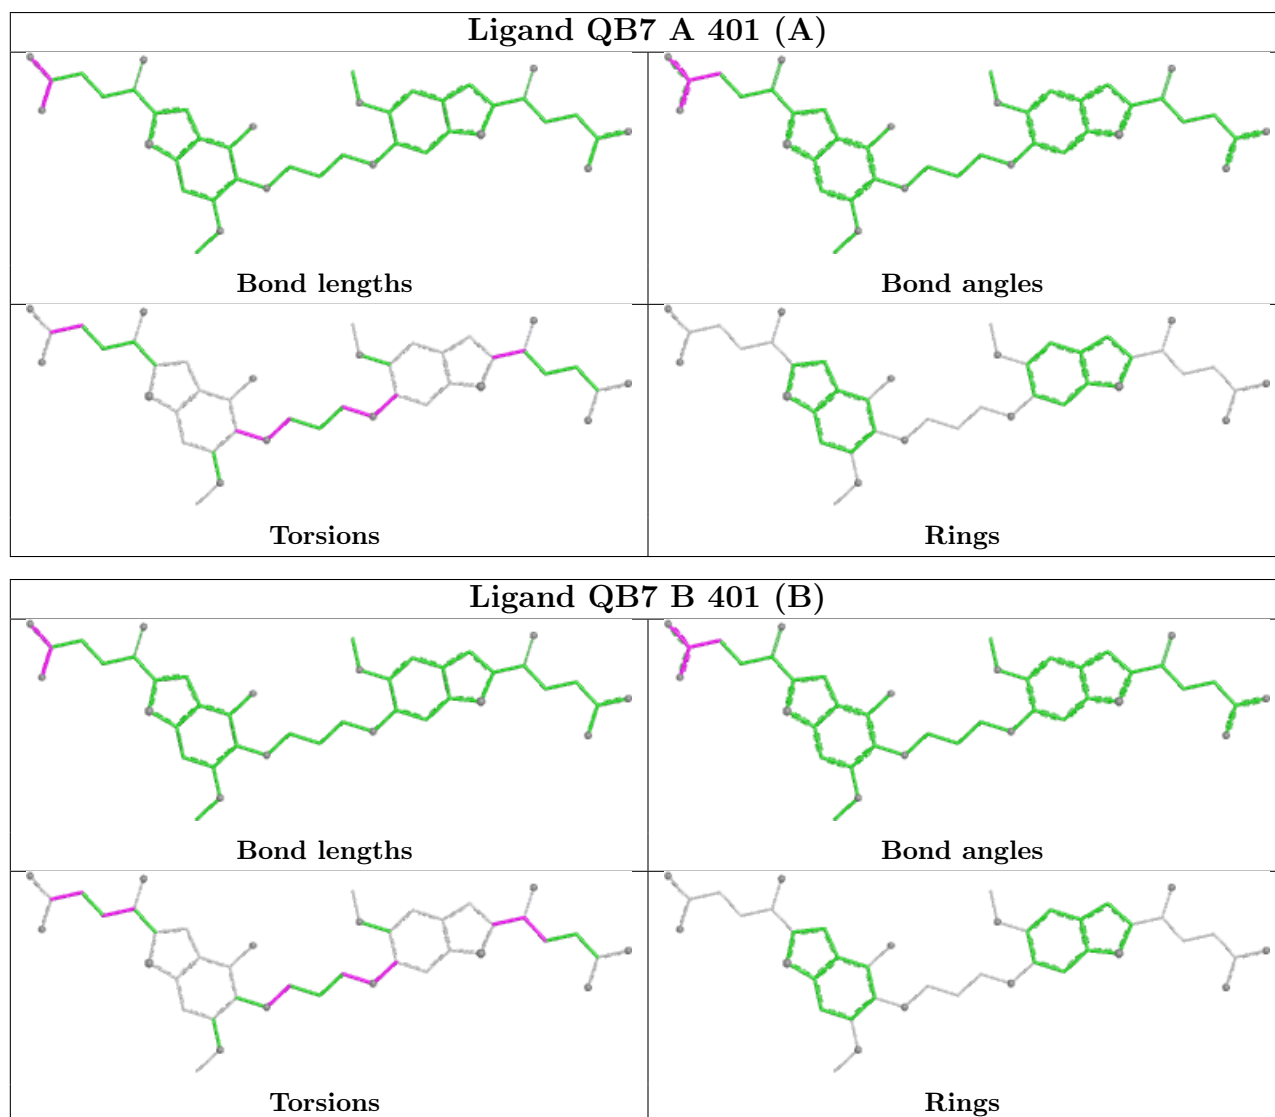 Ligand QB7 A 401 (A)
Bond lengths
Bond angles
Torsions
Rings
Ligand QB7 B 401 (B)
Bond lengths
Bond angles
Torsions
Rings